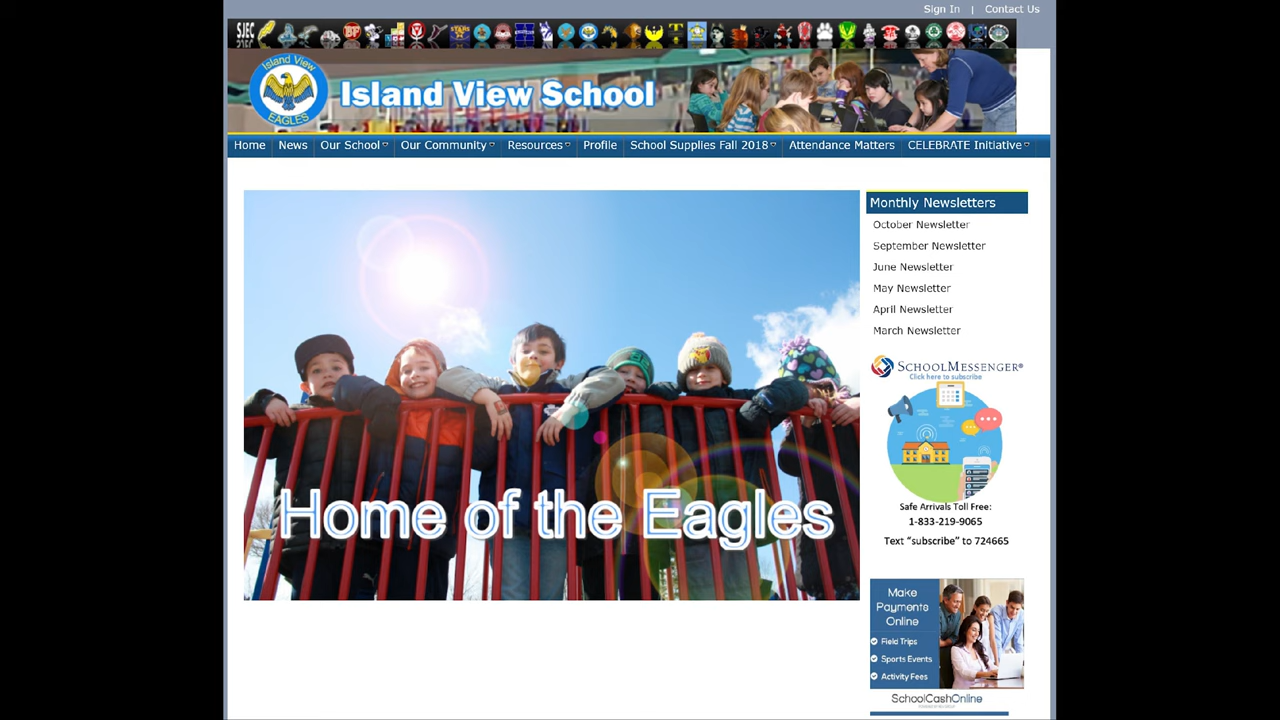 Sign In | Contact Us
SJEC
Island View
EAGLES
Island View School
Home News Our School Our Community Resources Profile School Supplies Fall 2018 Attendance Matters CELEBRATE Initiative
Monthly Newsletters
October Newsletter
September Newsletter
June Newsletter
May Newsletter
April Newsletter
March Newsletter
SCHOOLMESSENGER®
Click here to subscribe
Safe Arrivals Toll Free:
1-833-219-9065
Text “subscribe” to 724665
Home of the Eagles
Make
Payments
Online
Field Trips
Sports Events
Activity Fees
SchoolCashOnline